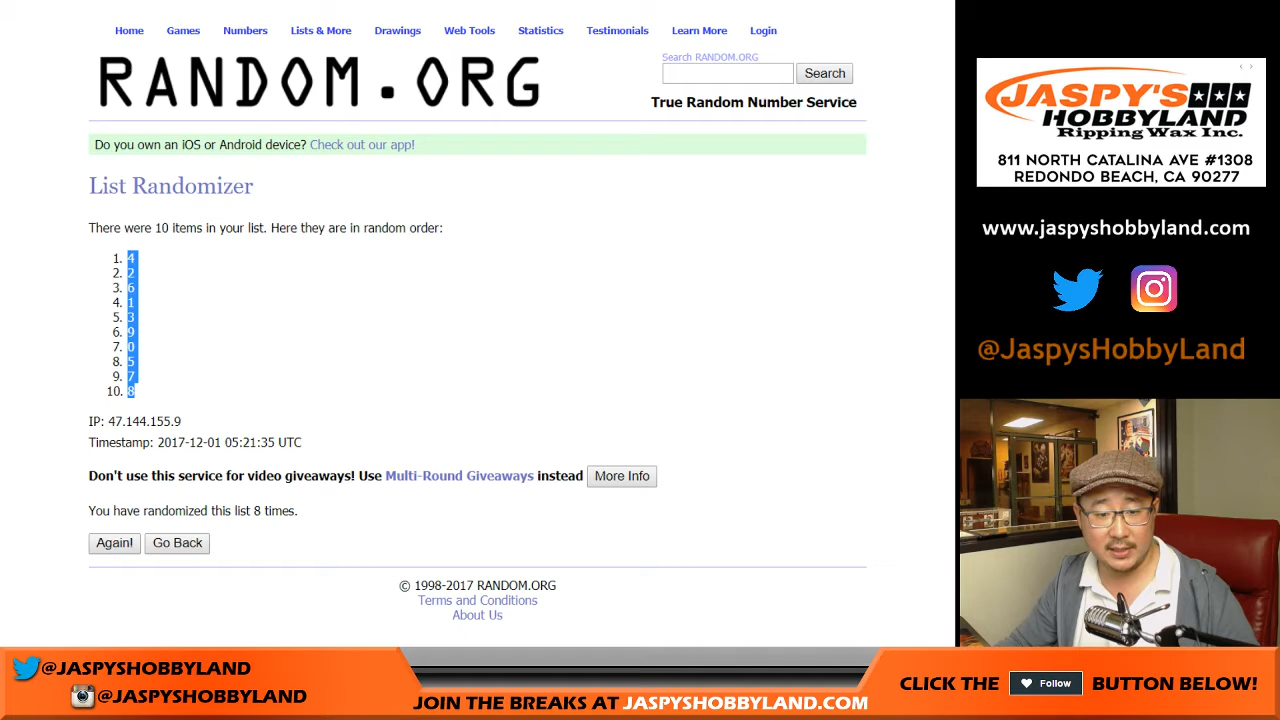 Home Games Numbers Lists & More Drawings Web Tools Statistics Testimonials Learn More Login
RANDOM.ORG
Search RANDOM.ORG
Search
True Random Number Service
Do you own an iOS or Android device? Check out our app!
List Randomizer
There were 10 items in your list. Here they are in random order:
1. 4
2. 2
3. 6
4. 1
5. 3
6. 9
7. 0
8. 5
9. 7
10. 8
IP: 47.144.155.9
Timestamp: 2017-12-01 05:21:35 UTC
Don't use this service for video giveaways! Use Multi-Round Giveaways instead More Info
You have randomized this list 8 times.
Again! Go Back
© 1998-2017 RANDOM.ORG
Terms and Conditions
About Us
JASPY'S
HOBBYLAND
Ripping Wax Inc.
811 NORTH CATALINA AVE #1308
REDONDO BEACH, CA 90277
www.jaspyshobbyland.com
@JaspysHobbyLand
@JASPYSHOBBYLAND
@JASPYSHOBBYLAND
JOIN THE BREAKS AT JASPYSHOBBYLAND.COM
CLICK THE Follow BUTTON BELOW!